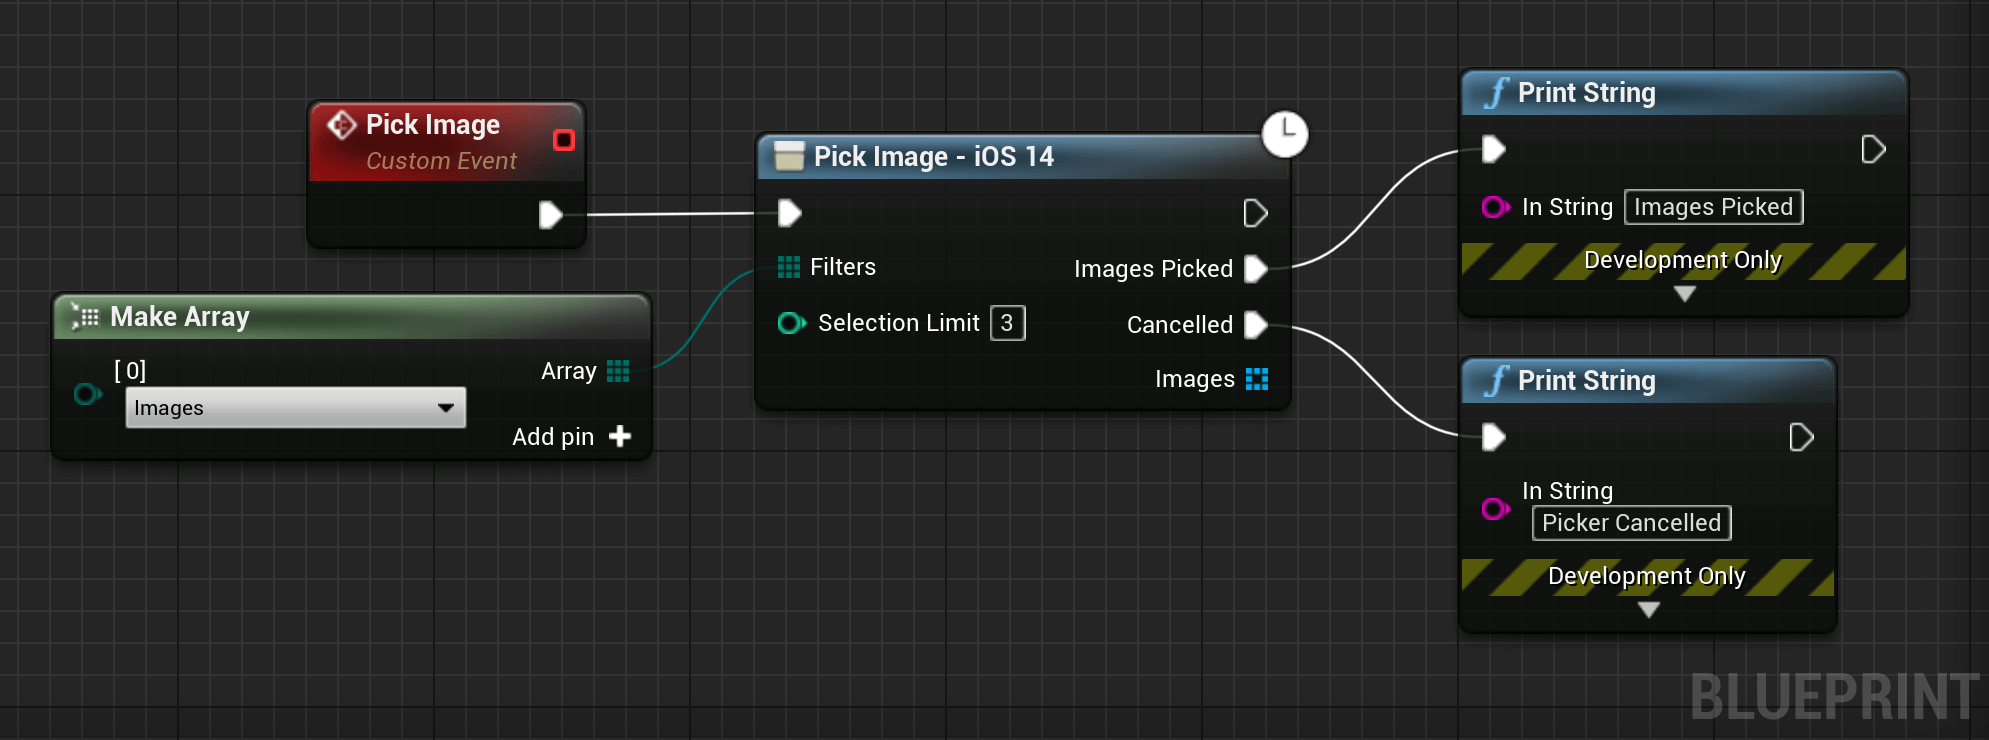 Pick Image
Custom Event
Make Array
[ 0]
Images
Array
Add pin
Pick Image - iOS 14
Filters
Selection Limit 3
Images Picked
Cancelled
Images
Print String
In String Images Picked
Development Only
Print String
In String
Picker Cancelled
Development Only
BLUEPRINT